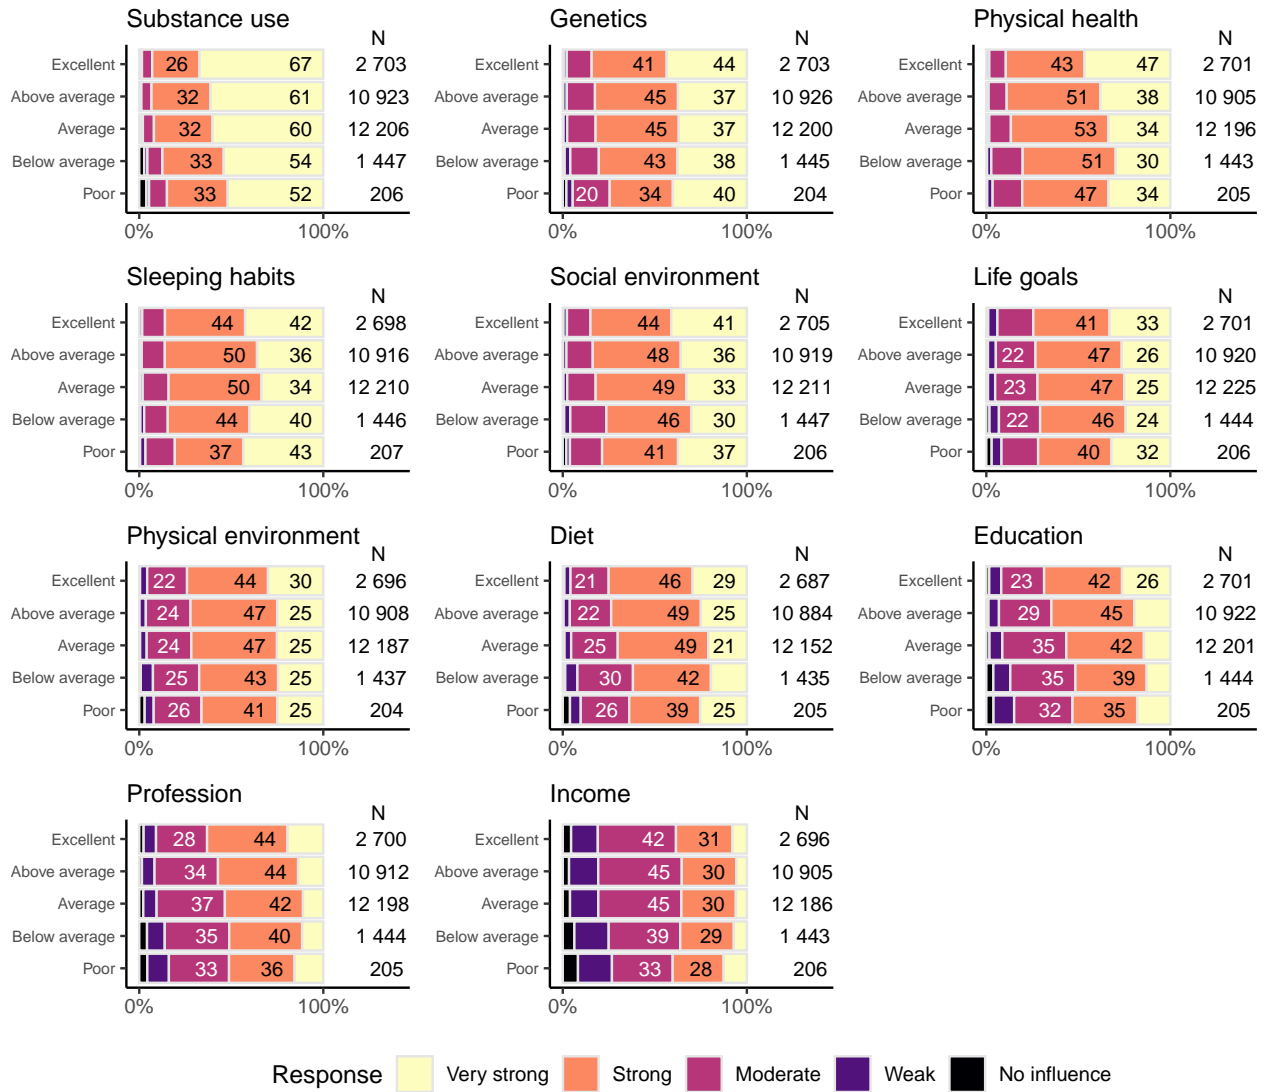 Substance use
N
Excellent 26 67 2 703
Above average 32 61 10 923
Average 32 60 12 206
Below average 33 54 1 447
Poor 33 52 206
0% 100%
Genetics
N
Excellent 41 44 2 703
Above average 45 37 10 926
Average 45 37 12 200
Below average 43 38 1 445
Poor 20 34 40 204
0% 100%
Physical health
N
Excellent 43 47 2 701
Above average 51 38 10 905
Average 53 34 12 196
Below average 51 30 1 443
Poor 47 34 205
0% 100%
Sleeping habits
N
Excellent 44 42 2 698
Above average 50 36 10 916
Average 50 34 12 210
Below average 44 40 1 446
Poor 37 43 207
0% 100%
Social environment
N
Excellent 44 41 2 705
Above average 48 36 10 919
Average 49 33 12 211
Below average 46 30 1 447
Poor 41 37 206
0% 100%
Life goals
N
Excellent 41 33 2 701
Above average 22 47 26 10 920
Average 23 47 25 12 225
Below average 22 46 24 1 444
Poor 40 32 206
0% 100%
Physical environment
N
Excellent 22 44 30 2 696
Above average 24 47 25 10 908
Average 24 47 25 12 187
Below average 25 43 25 1 437
Poor 26 41 25 204
0% 100%
Diet
N
Excellent 21 46 29 2 687
Above average 22 49 25 10 884
Average 25 49 21 12 152
Below average 30 42 1 435
Poor 26 39 25 205
0% 100%
Education
N
Excellent 23 42 26 2 701
Above average 29 45 10 922
Average 35 42 12 201
Below average 35 39 1 444
Poor 32 35 205
0% 100%
Profession
N
Excellent 28 44 2 700
Above average 34 44 10 912
Average 37 42 12 198
Below average 35 40 1 444
Poor 33 36 205
0% 100%
Income
N
Excellent 42 31 2 696
Above average 45 30 10 905
Average 45 30 12 186
Below average 39 29 1 443
Poor 33 28 206
0% 100%
Response Very strong Strong Moderate Weak No influence